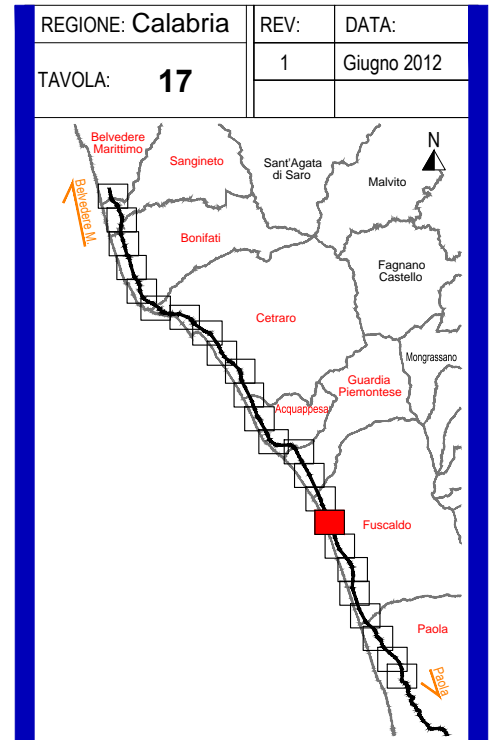 REGIONE: Calabria
REV:
DATA:
TAVOLA: 17
1
Giugno 2012
Belvedere
Marittimo
Sangineto
Sant'Agata
di Saro
N
Malvito
Belvedere M.
Bonifati
Fagnano
Castello
Cetraro
Mongrassano
Guardia
Piemontese
Acquappesa
Fuscaldo
Paola
Paola